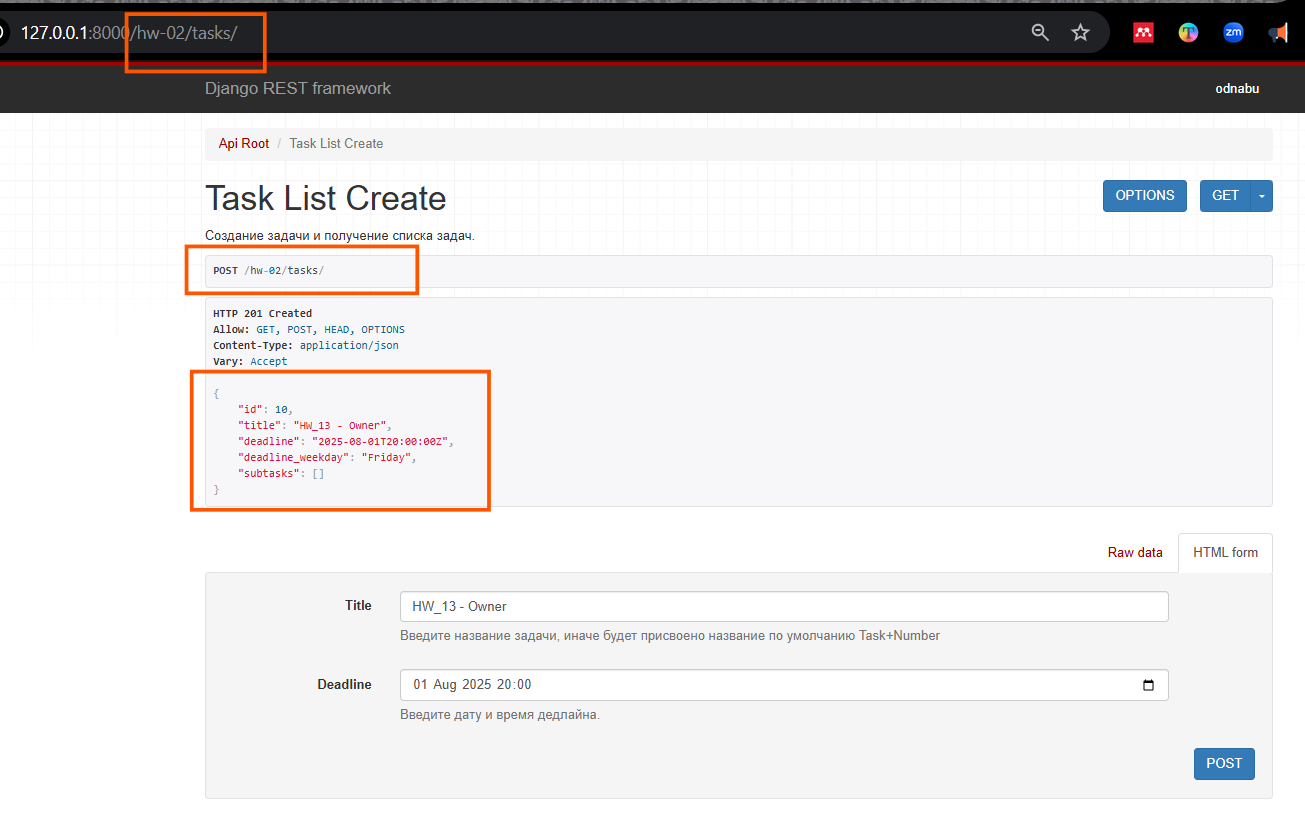 127.0.0.1:8000/hw-02/tasks/
T
zm
Django REST framework
odnabu
Api Root / Task List Create
Task List Create
OPTIONS
GET
Создание задачи и получение списка задач.
POST /hw-02/tasks/
HTTP 201 Created
Allow: GET, POST, HEAD, OPTIONS
Content-Type: application/json
Vary: Accept
{
"id": 10,
"title": "HW_13 - Owner",
"deadline": "2025-08-01T20:00:00Z",
"deadline_weekday": "Friday",
"subtasks": []
}
Raw data
HTML form
Title
HW_13 - Owner
Введите название задачи, иначе будет присвоено название по умолчанию Task+Number
Deadline
01 Aug 2025 20:00
Введите дату и время дедлайна.
POST